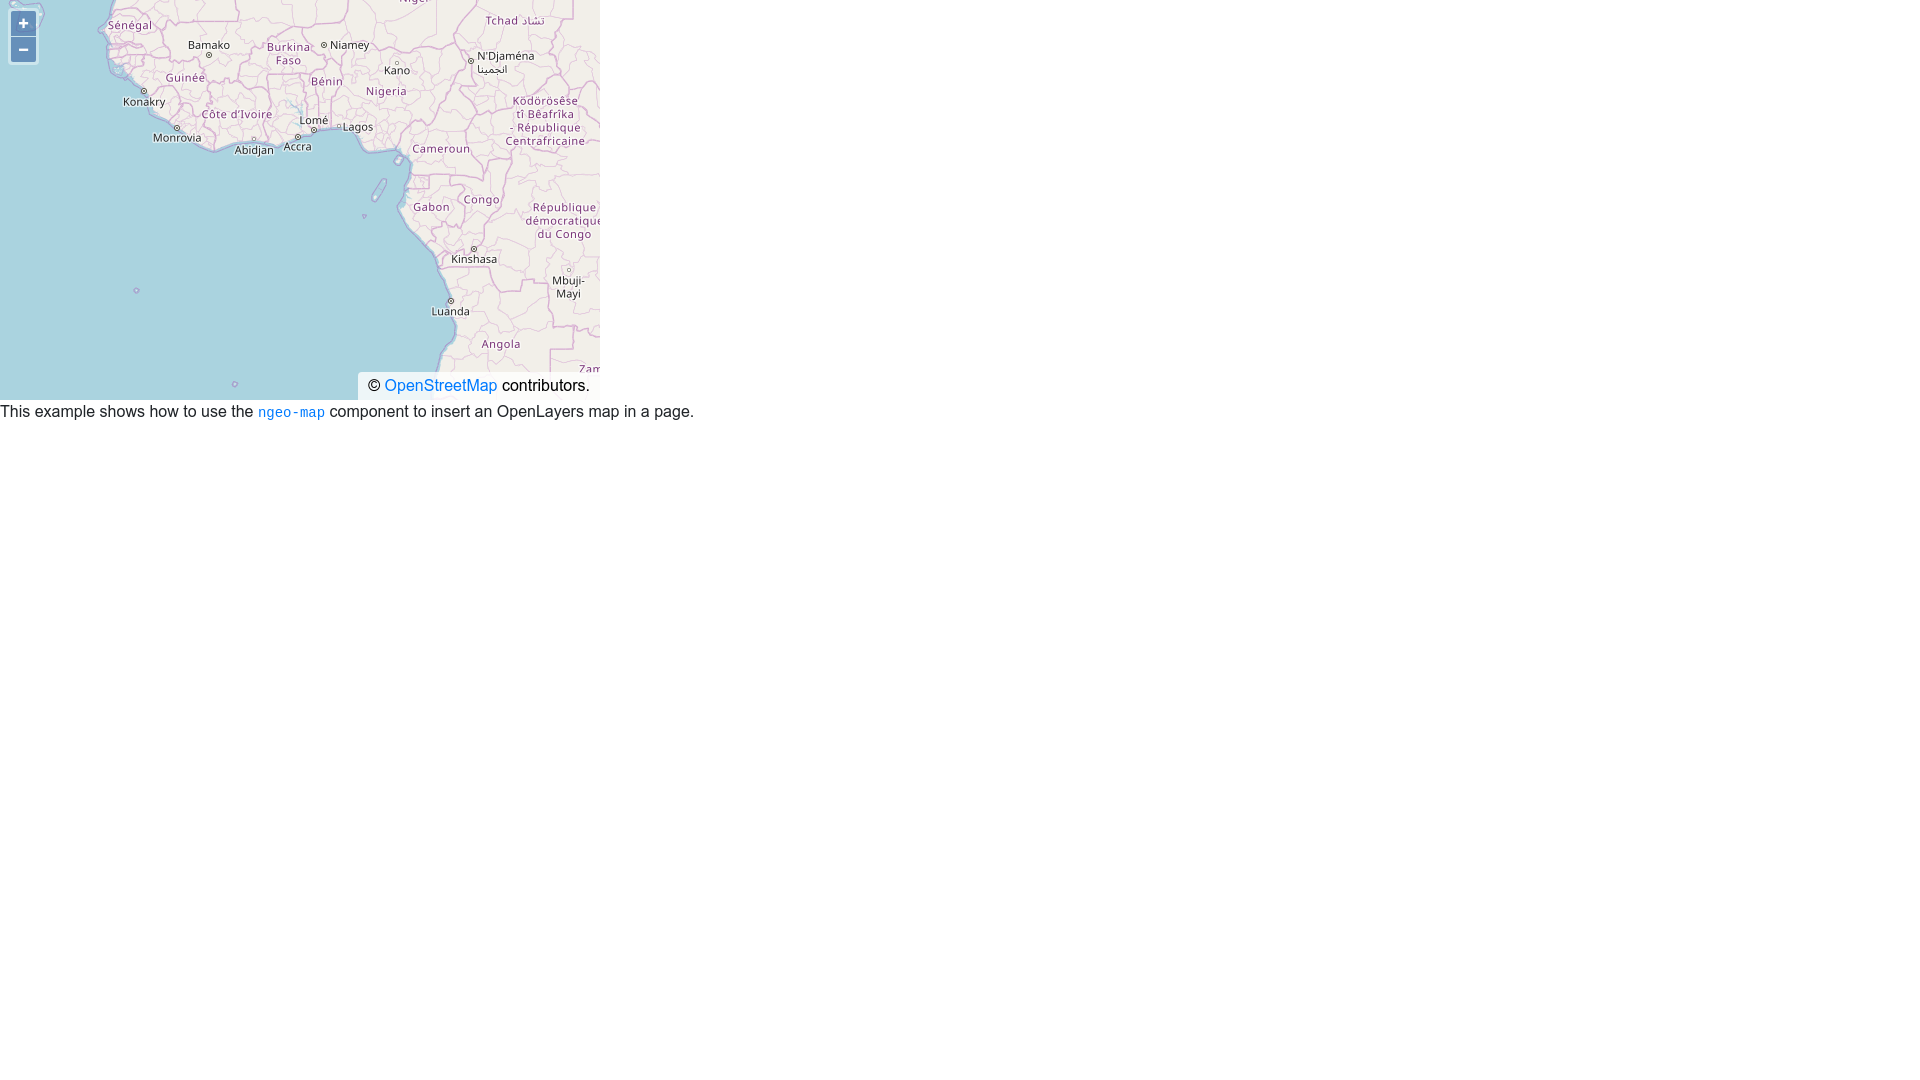 +
−
Niger
Sénégal
Tchad تشاد
Bamako
Burkina
Faso
Niamey
N'Djaména
انجمينا
Kano
Guinée
Bénin
Nigeria
Konakry
Ködörösêse
tî Bêafrîka
- République
Centrafricaine
Côte d'Ivoire
Lomé
Lagos
Monrovia
Abidjan
Accra
Cameroun
Gabon
Congo
République
démocratique
du Congo
Kinshasa
Mbuji-
Mayi
Luanda
Angola
Zam
© OpenStreetMap contributors.
This example shows how to use the ngeo-map component to insert an OpenLayers map in a page.